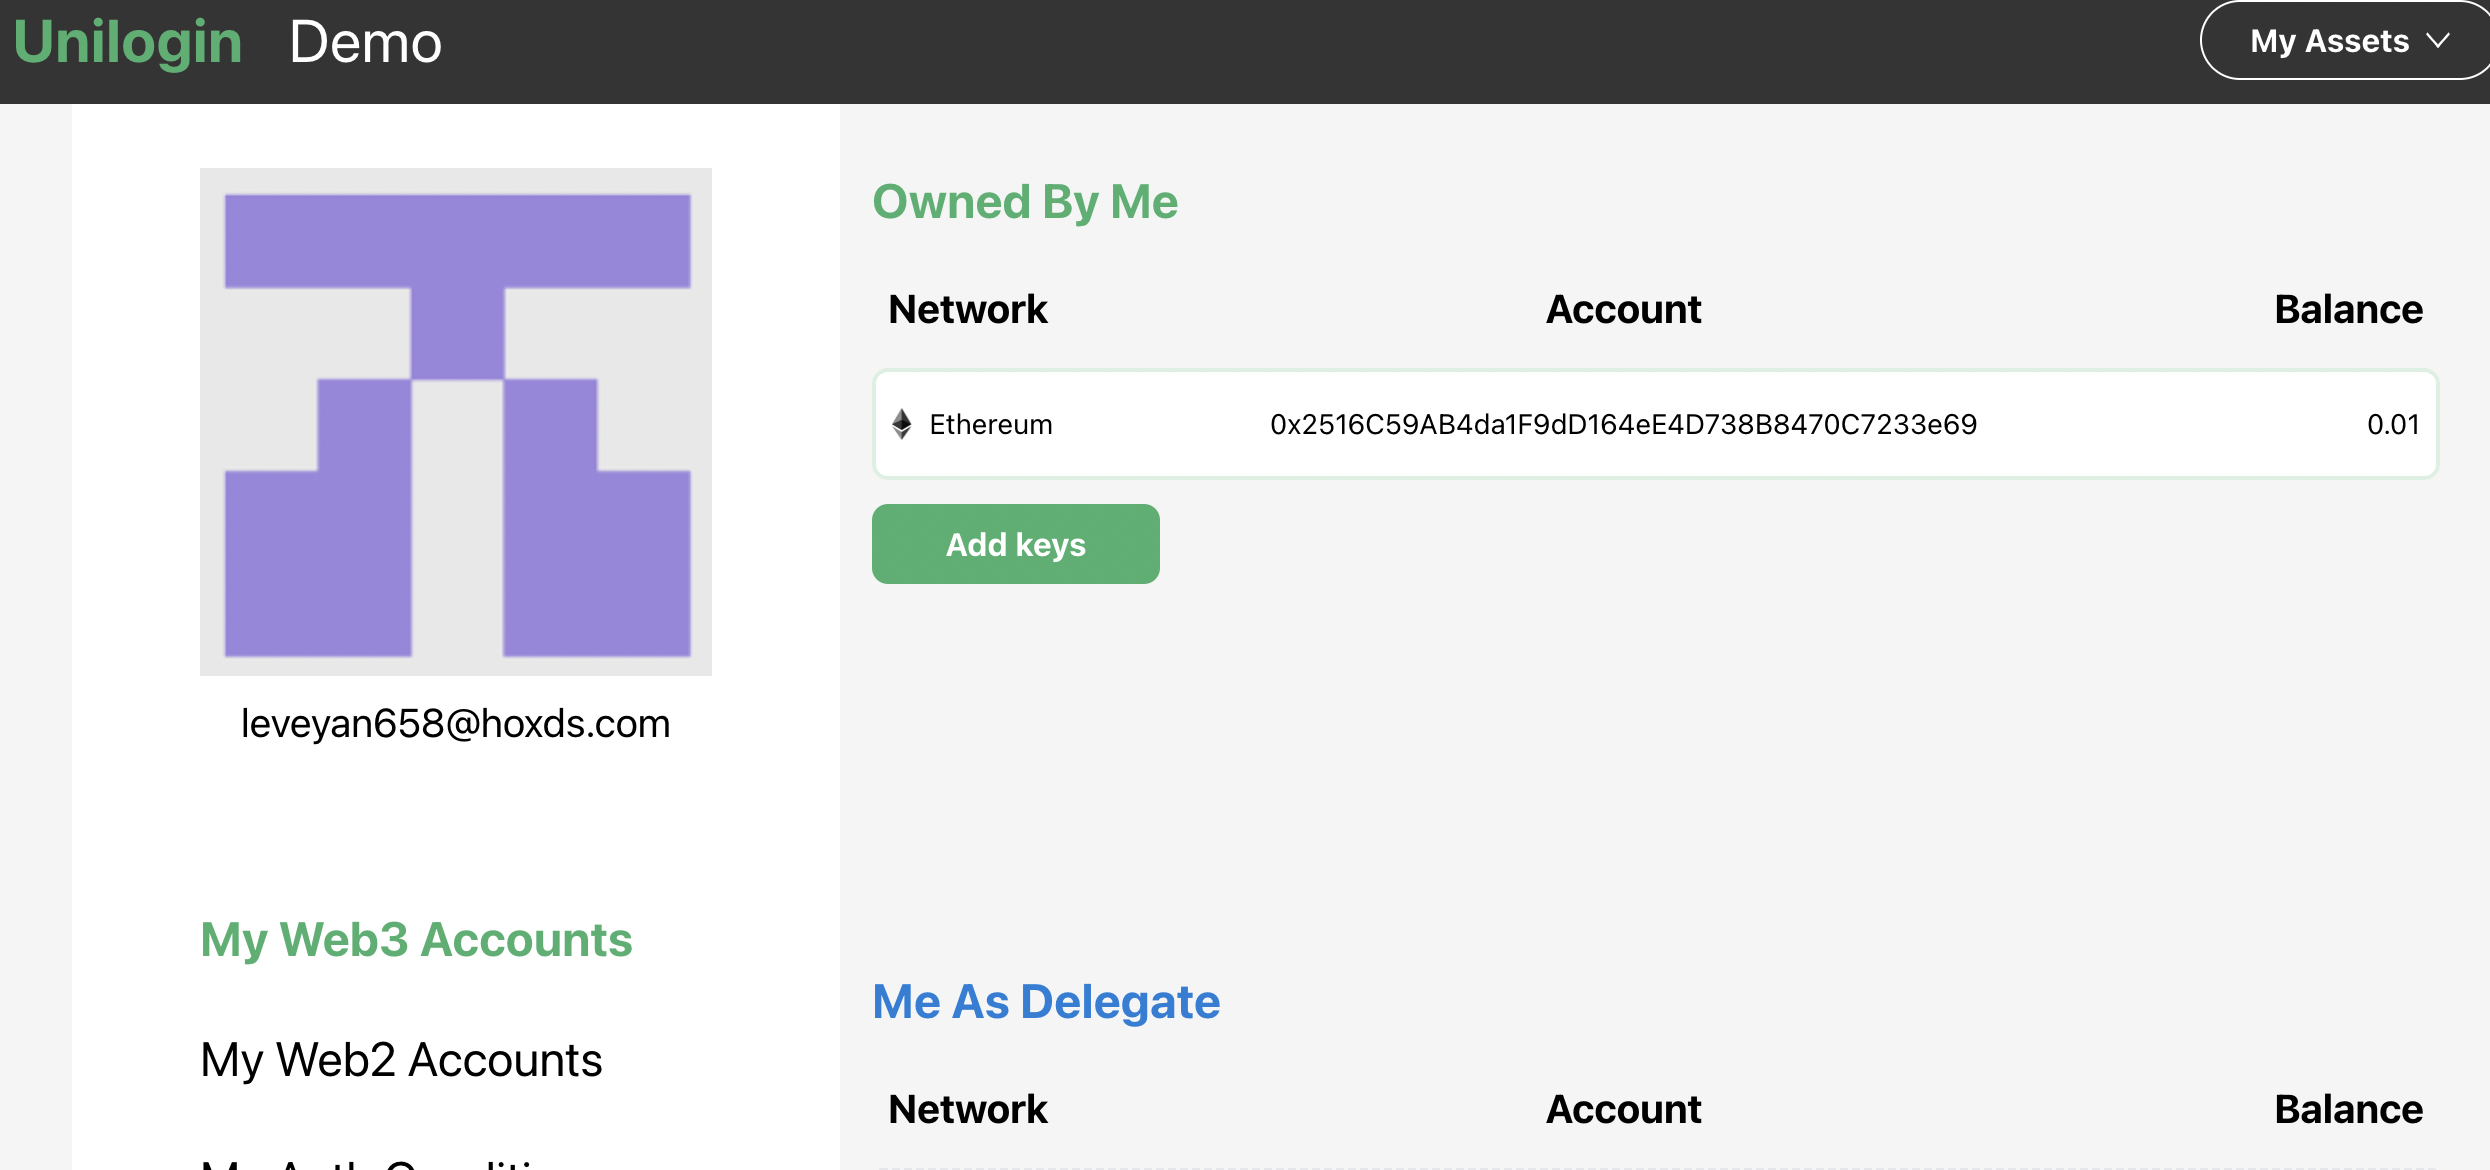 Unilogin Demo
My Assets
leveyan658@hoxds.com
My Web3 Accounts
My Web2 Accounts
Owned By Me
Network Account Balance
Ethereum 0x2516C59AB4da1F9dD164eE4D738B8470C7233e69 0.01
Add keys
Me As Delegate
Network Account Balance